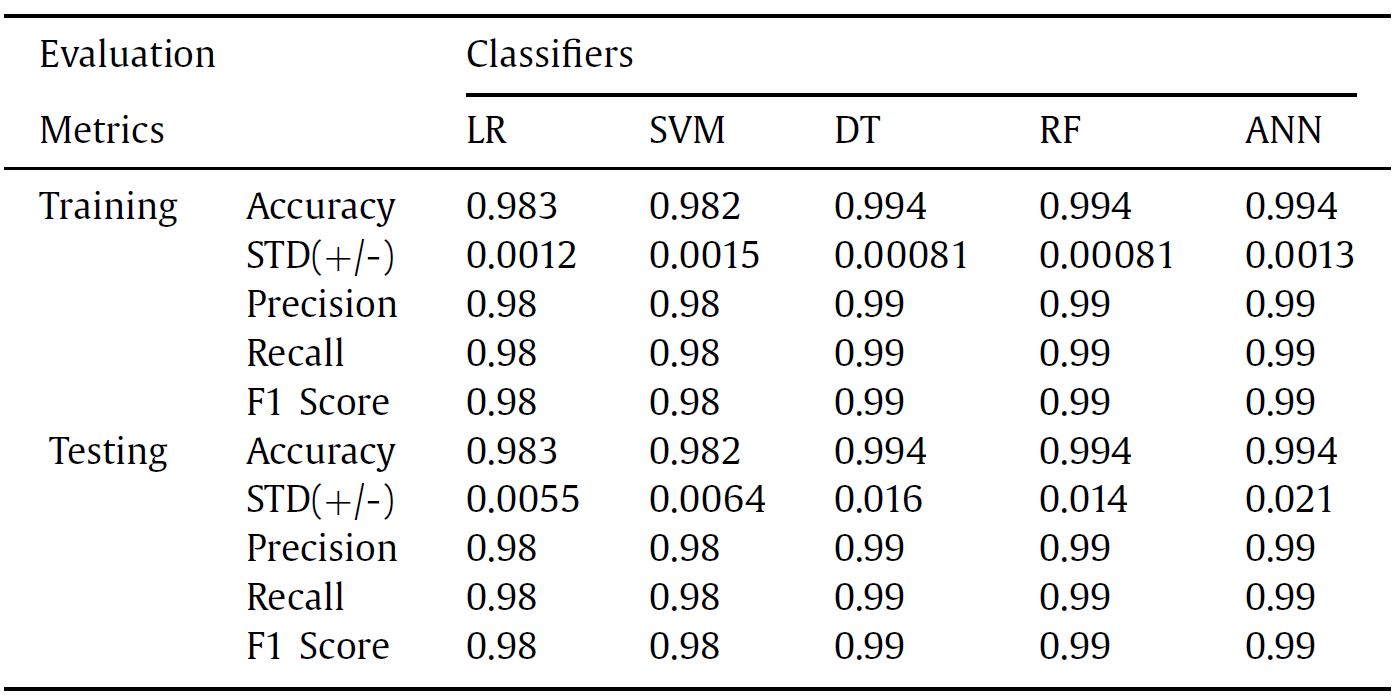 Evaluation Classifiers
Metrics LR SVM DT RF ANN
Training Accuracy 0.983 0.982 0.994 0.994 0.994
STD(+/-) 0.0012 0.0015 0.00081 0.00081 0.0013
Precision 0.98 0.98 0.99 0.99 0.99
Recall 0.98 0.98 0.99 0.99 0.99
F1 Score 0.98 0.98 0.99 0.99 0.99
Testing Accuracy 0.983 0.982 0.994 0.994 0.994
STD(+/-) 0.0055 0.0064 0.016 0.014 0.021
Precision 0.98 0.98 0.99 0.99 0.99
Recall 0.98 0.98 0.99 0.99 0.99
F1 Score 0.98 0.98 0.99 0.99 0.99